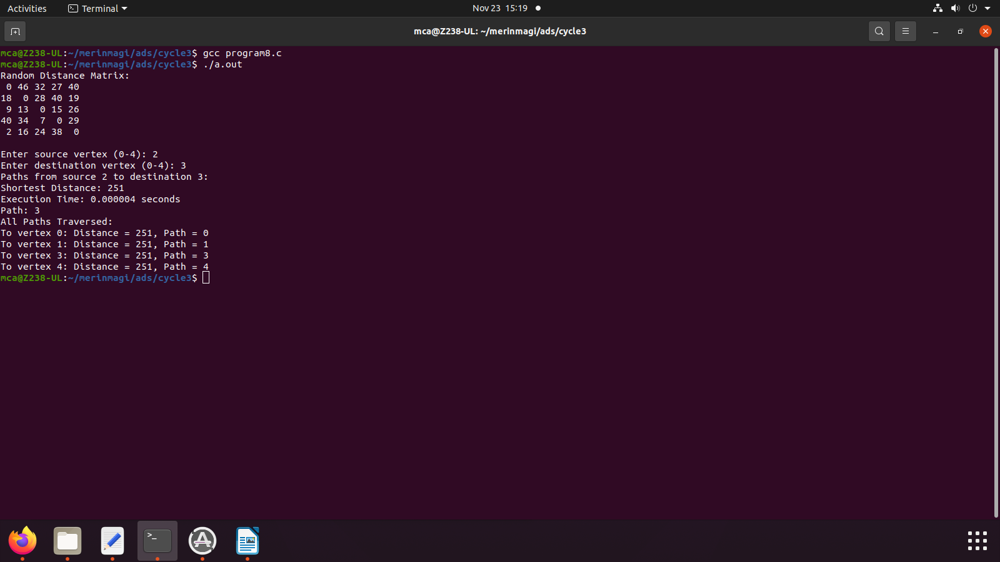 Activities Terminal Nov 23 15:19
mca@Z238-UL: ~/merinmagi/ads/cycle3
mca@Z238-UL:~/merinmagi/ads/cycle3$ gcc program8.c
mca@Z238-UL:~/merinmagi/ads/cycle3$ ./a.out
Random Distance Matrix:
 0 46 32 27 40
18  0 28 40 19
 9 13  0 15 26
40 34  7  0 29
 2 16 24 38  0

Enter source vertex (0-4): 2
Enter destination vertex (0-4): 3
Paths from source 2 to destination 3:
Shortest Distance: 251
Execution Time: 0.000004 seconds
Path: 3
All Paths Traversed:
To vertex 0: Distance = 251, Path = 0
To vertex 1: Distance = 251, Path = 1
To vertex 3: Distance = 251, Path = 3
To vertex 4: Distance = 251, Path = 4
mca@Z238-UL:~/merinmagi/ads/cycle3$